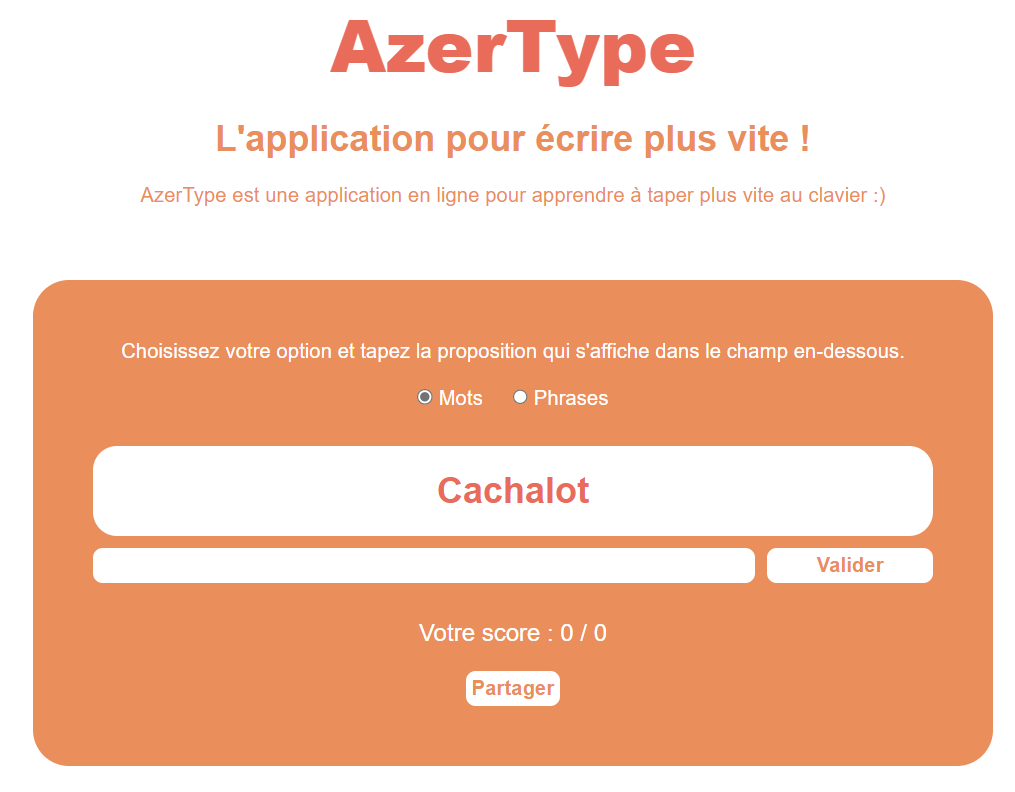 AzerType
L'application pour écrire plus vite !
AzerType est une application en ligne pour apprendre à taper plus vite au clavier :)
Choisissez votre option et tapez la proposition qui s'affiche dans le champ en-dessous.
Mots Phrases
Cachalot
Valider
Votre score : 0 / 0
Partager